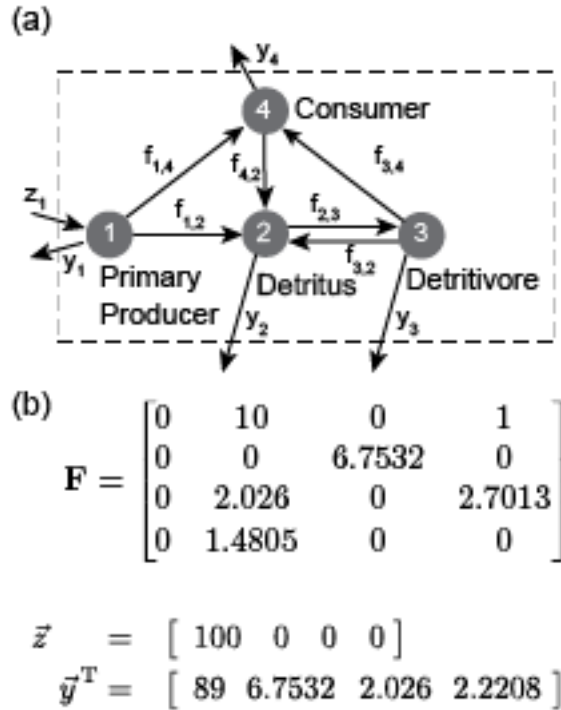 (a)
y₄
4 Consumer
f₁,₄ f₄,₂ f₃,₄
z₁ f₁,₂ f₂,₃
1 2 3
y₁ f₃,₂
Primary Detritus Detritivore
Producer y₂ y₃
(b)
F = [ 0 10 0 1
0 0 6.7532 0
0 2.026 0 2.7013
0 1.4805 0 0 ]
z⃗ = [ 100 0 0 0 ]
y⃗ᵀ = [ 89 6.7532 2.026 2.2208 ]